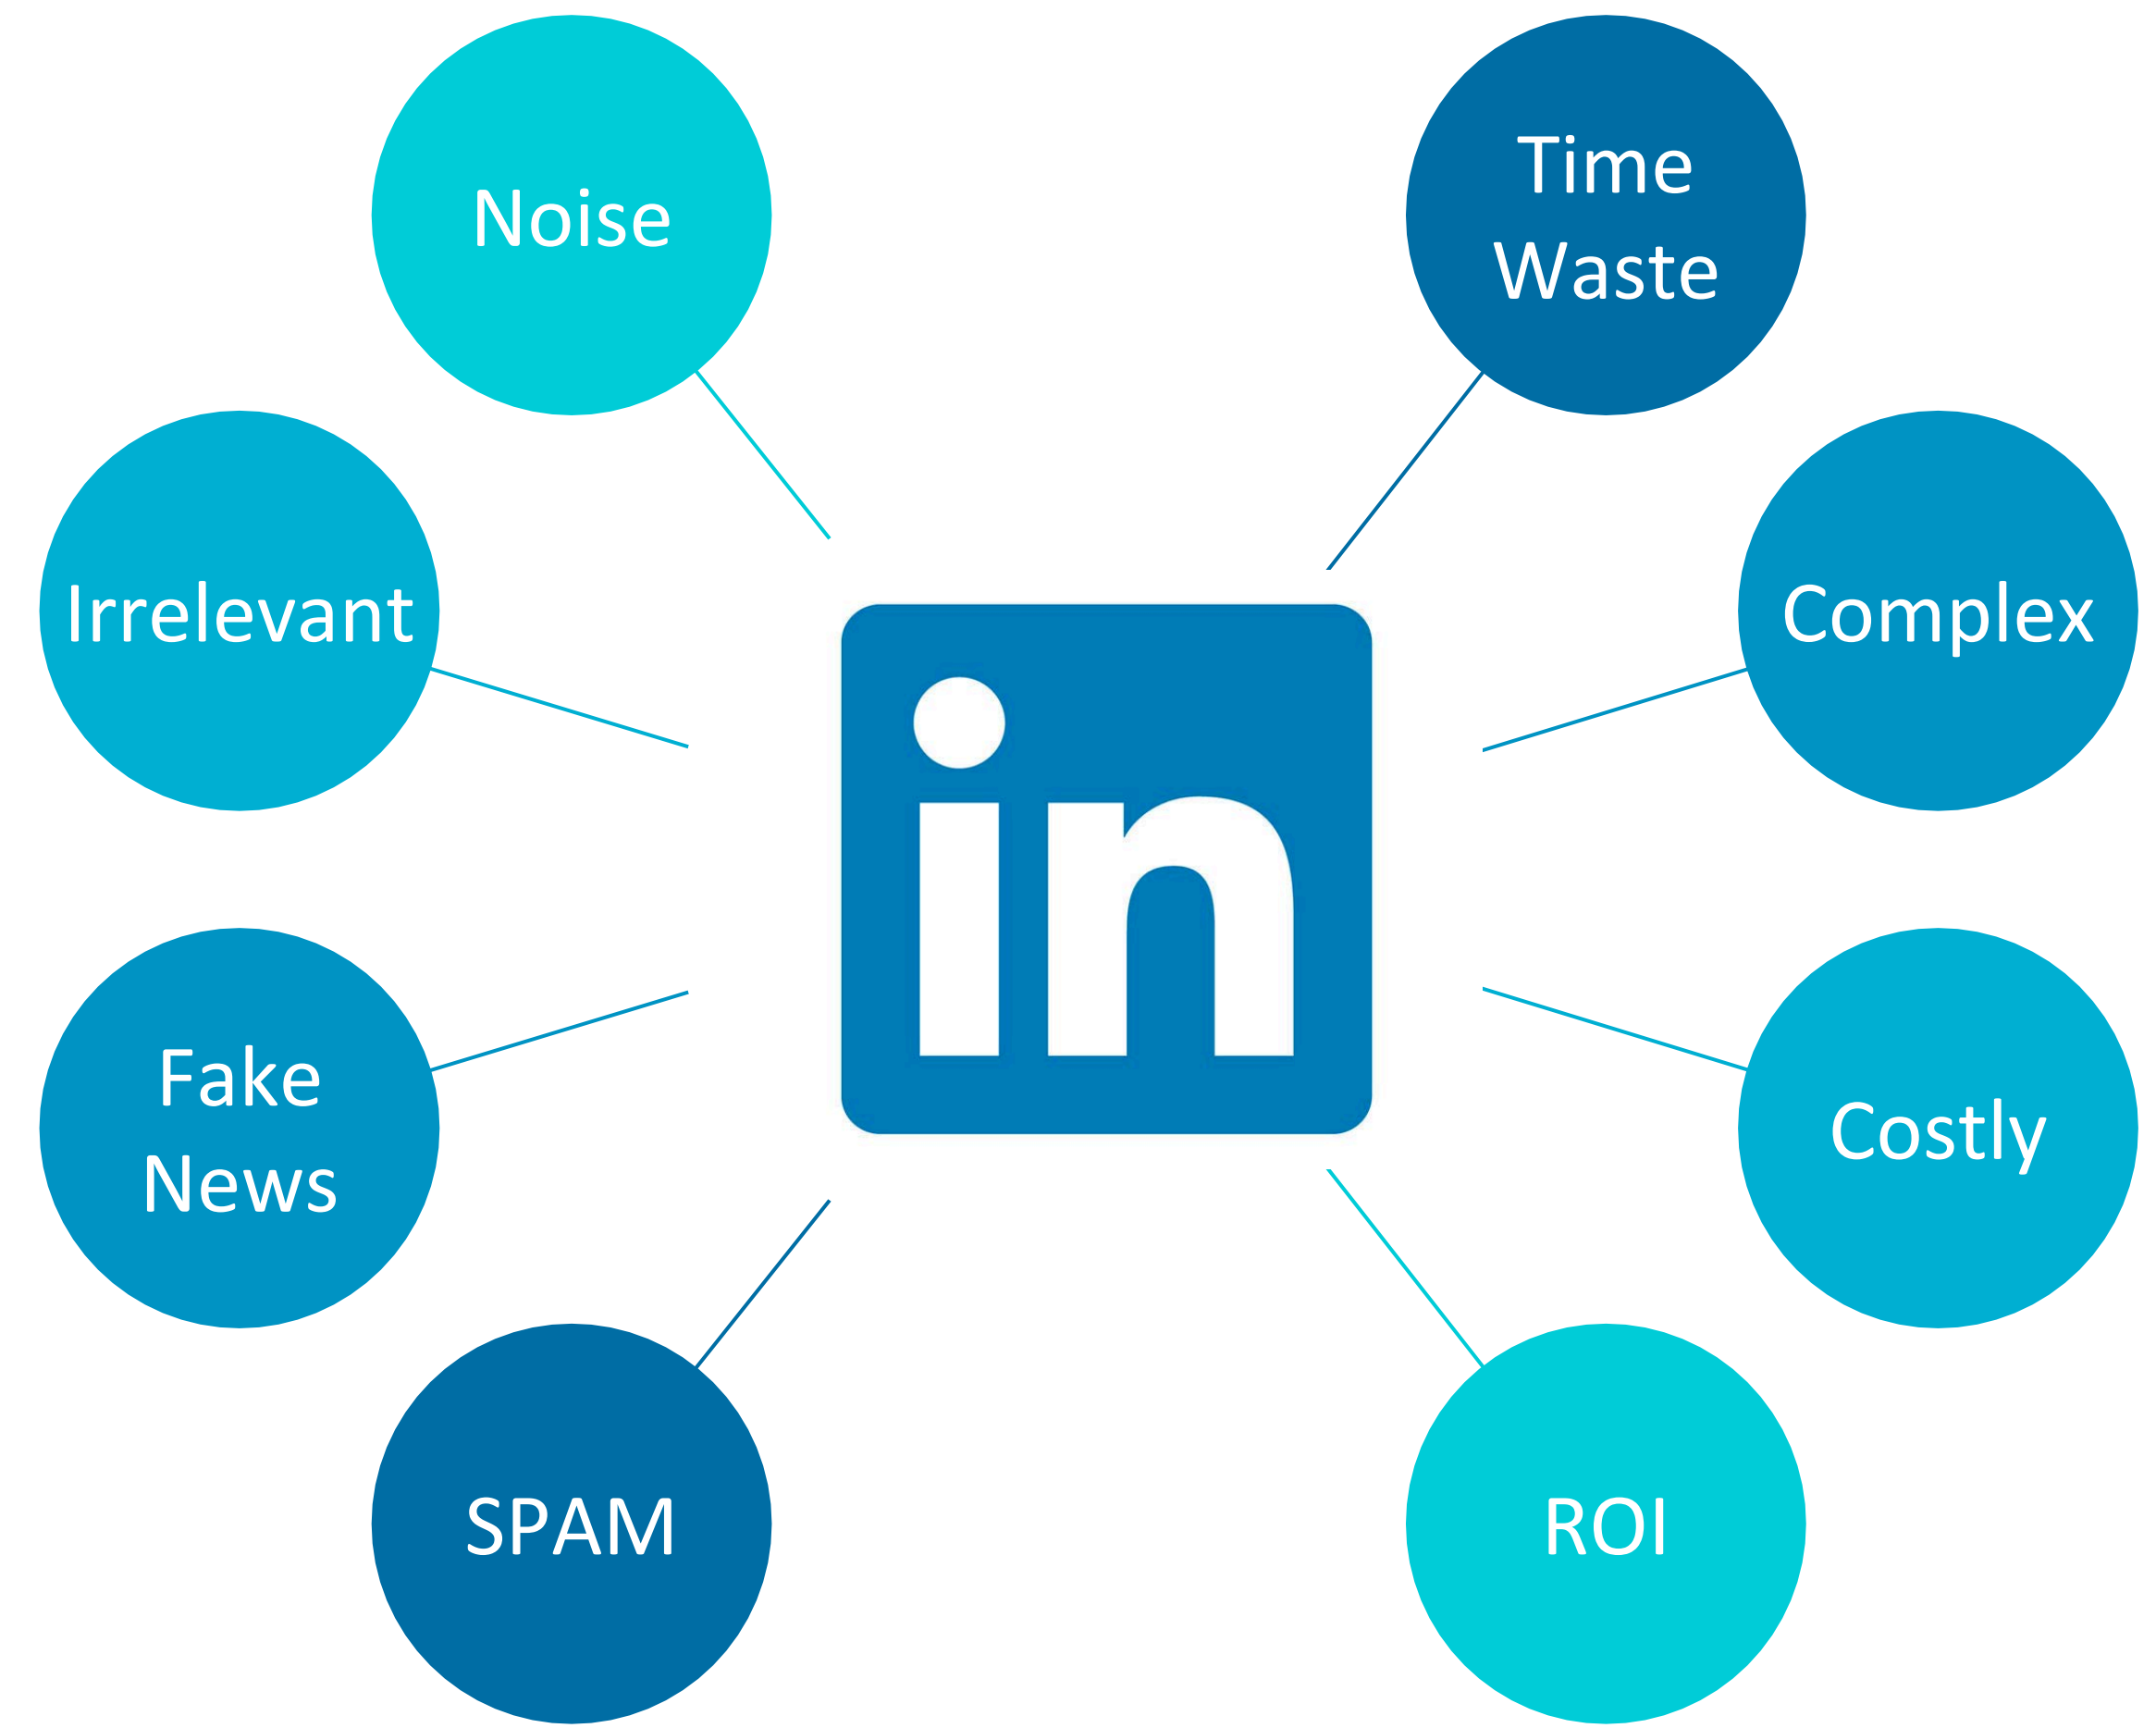 Noise
Time
Waste
Irrelevant
Complex
in
Fake
News
Costly
SPAM
ROI